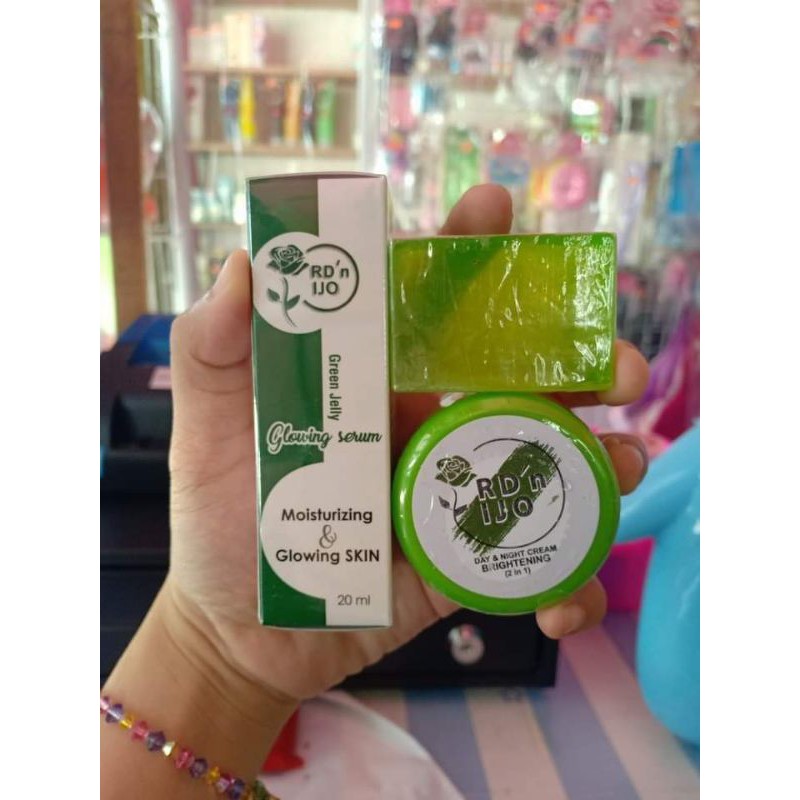 RD'n
IJO
Green Jelly
Glowing serum
Moisturizing
&
Glowing SKIN
20 ml
RD'n
IJO
DAY & NIGHT CREAM
BRIGHTENING
(2 in 1)